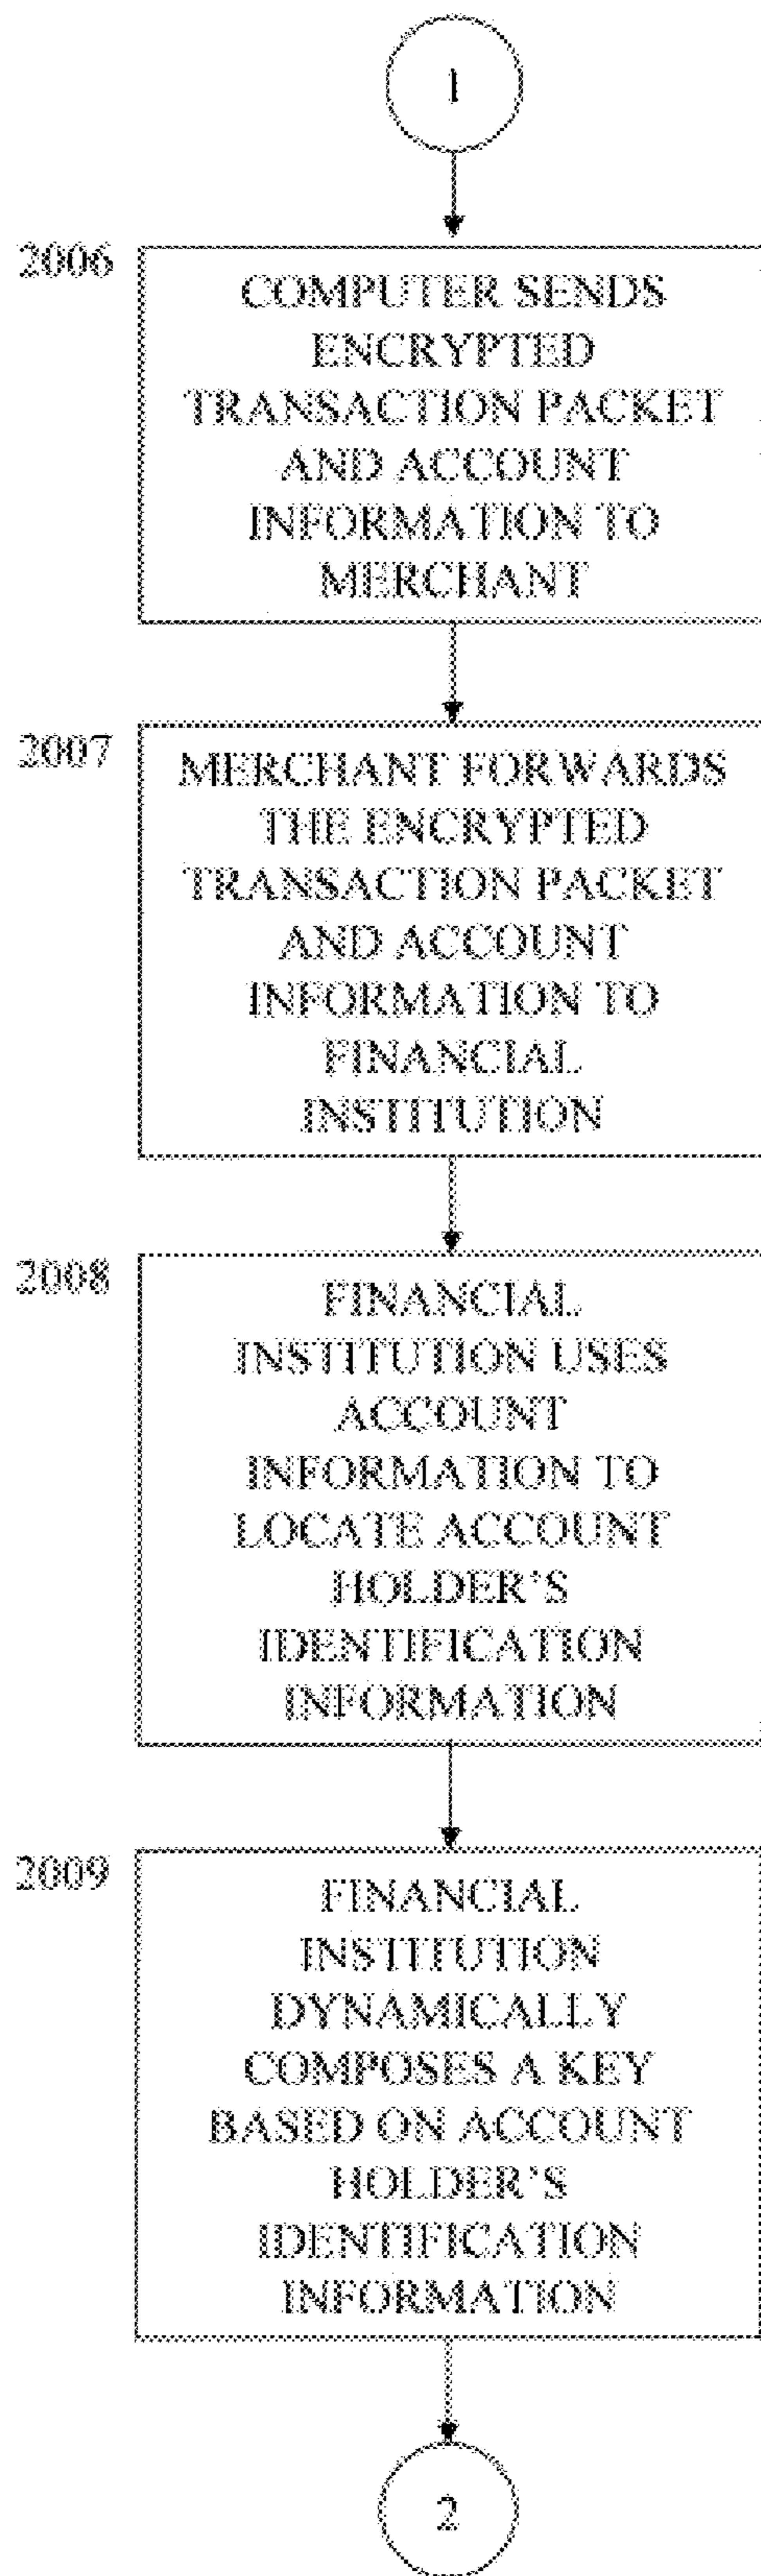 1
2006
COMPUTER SENDS
ENCRYPTED
TRANSACTION PACKET
AND ACCOUNT
INFORMATION TO
MERCHANT
2007
MERCHANT FORWARDS
THE ENCRYPTED
TRANSACTION PACKET
AND ACCOUNT
INFORMATION TO
FINANCIAL
INSTITUTION
2008
FINANCIAL
INSTITUTION USES
ACCOUNT
INFORMATION TO
LOCATE ACCOUNT
HOLDER'S
IDENTIFICATION
INFORMATION
2009
FINANCIAL
INSTITUTION
DYNAMICALLY
COMPOSES A KEY
BASED ON ACCOUNT
HOLDER'S
IDENTIFICATION
INFORMATION
2